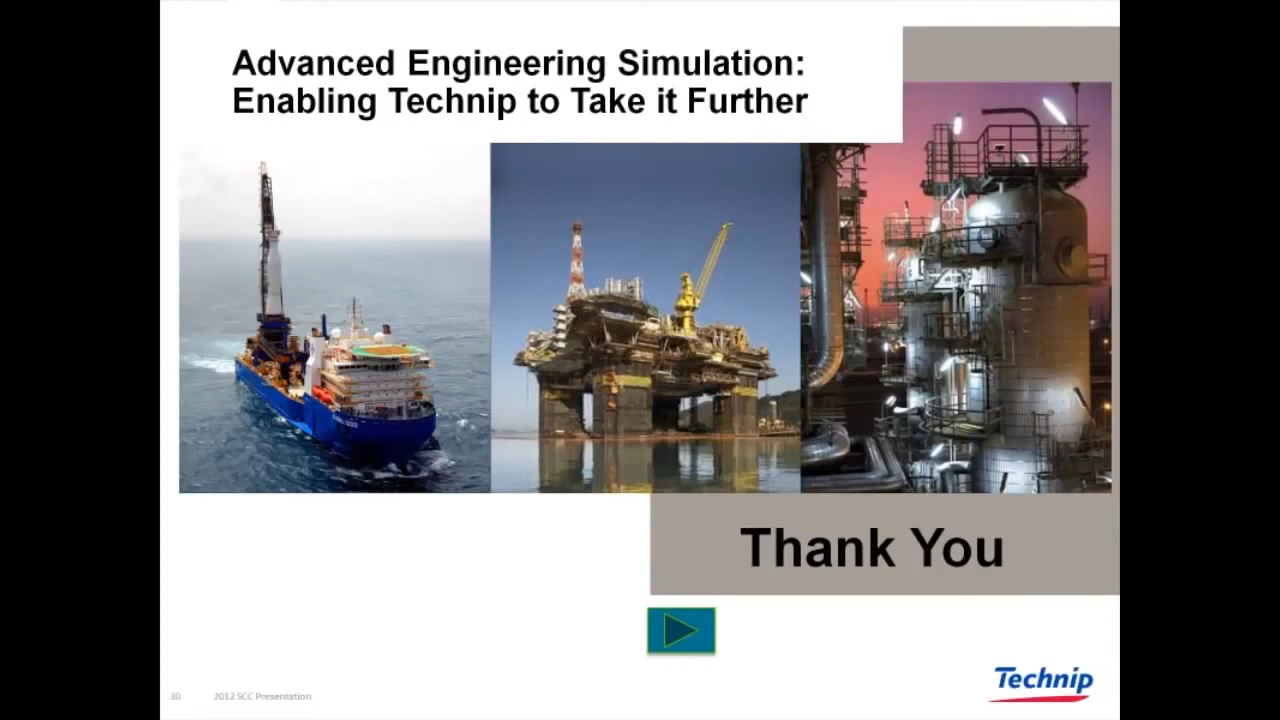 Advanced Engineering Simulation:
Enabling Technip to Take it Further
Thank You
30
2012 SCC Presentation
Technip